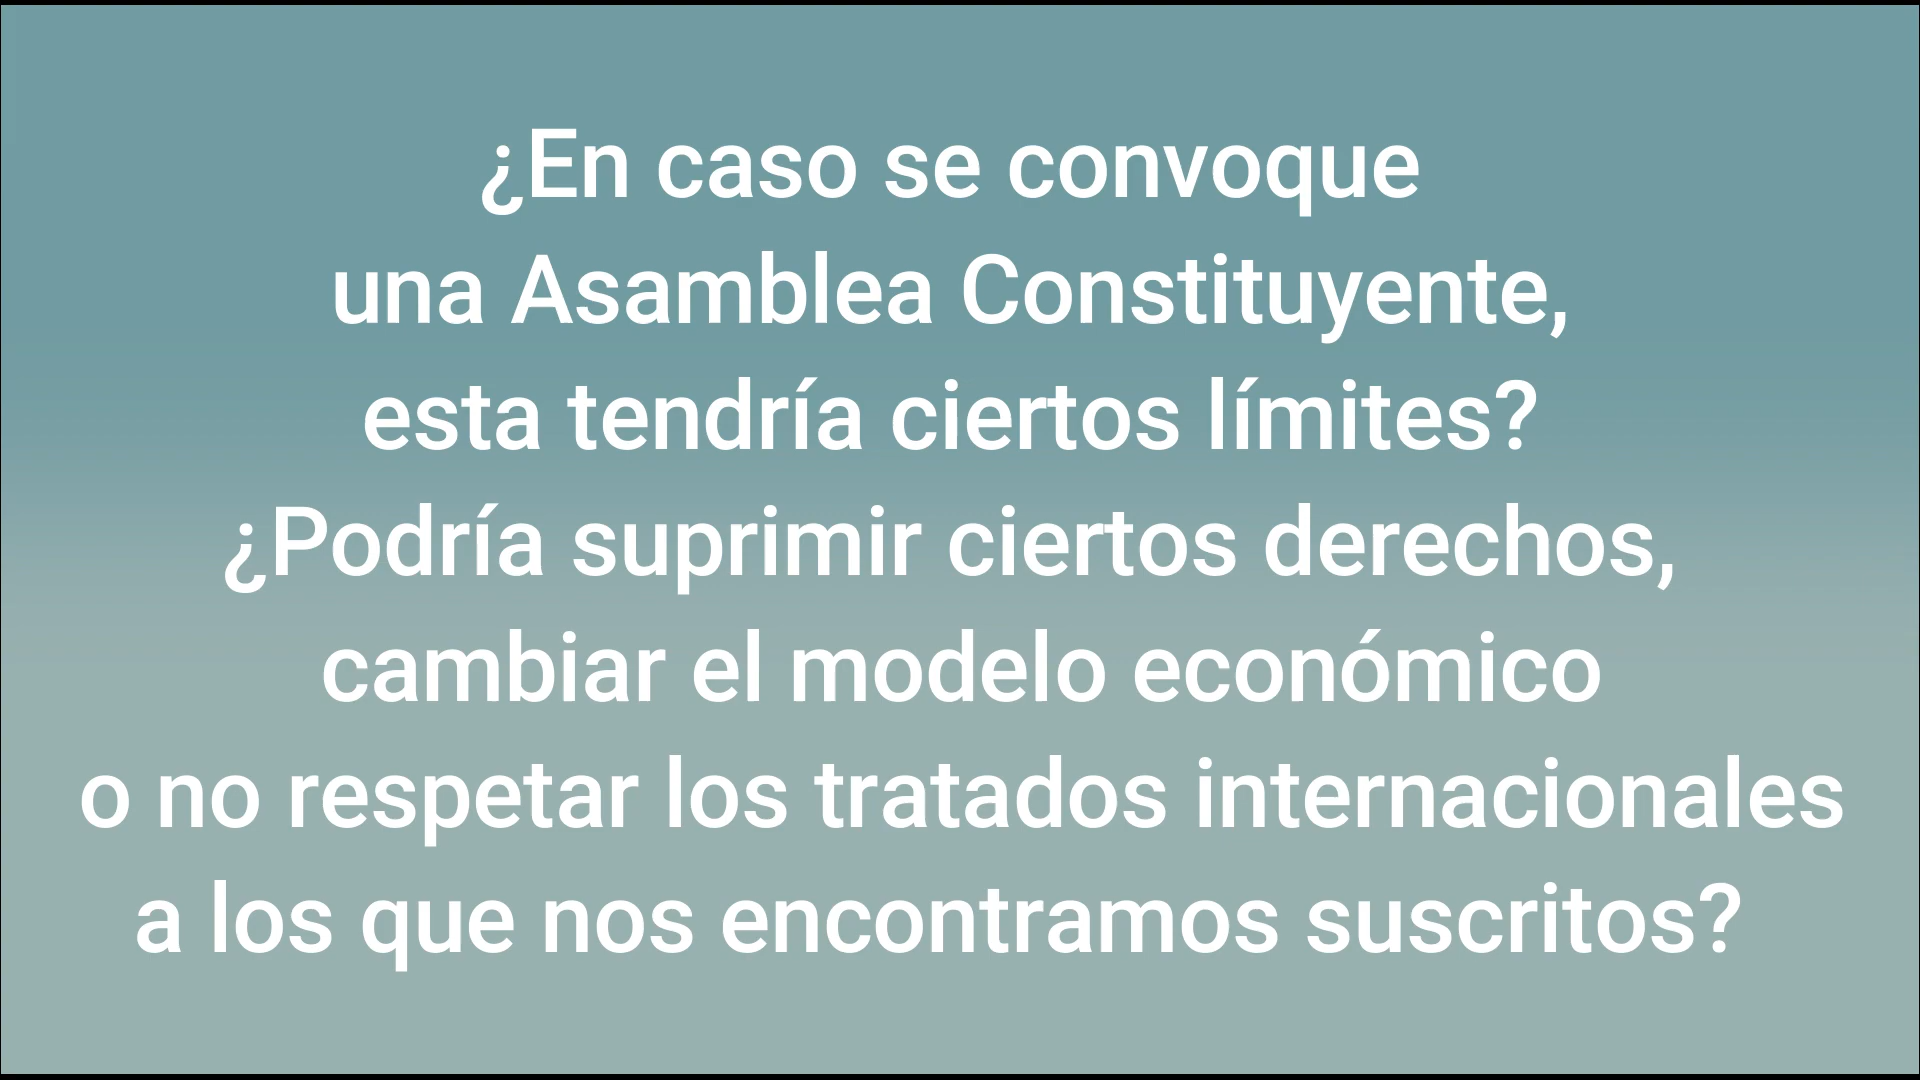 ¿En caso se convoque
una Asamblea Constituyente,
esta tendría ciertos límites?
¿Podría suprimir ciertos derechos,
cambiar el modelo económico
o no respetar los tratados internacionales
a los que nos encontramos suscritos?